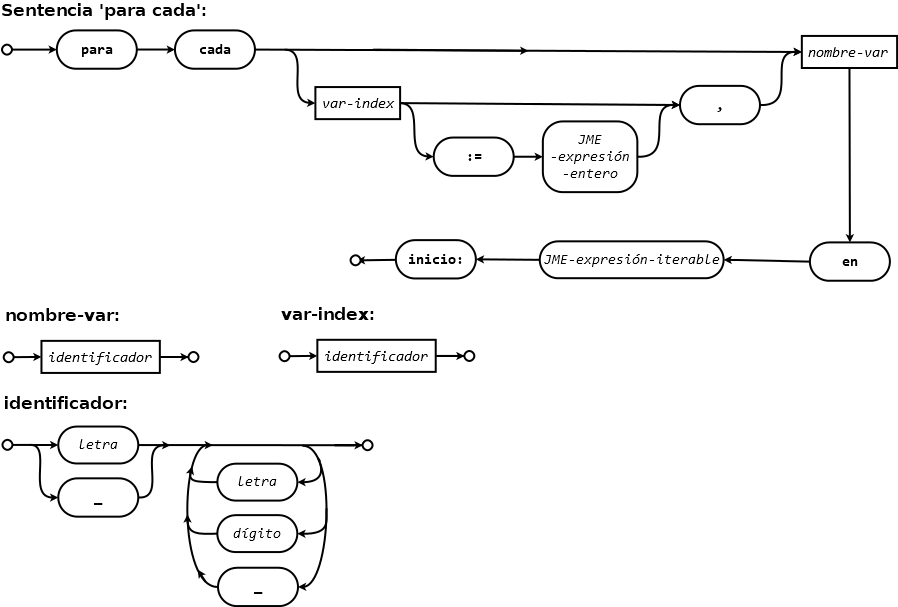 Sentencia 'para cada':
para
cada
nombre-var
var-index
,
:=
JME
-expresión
-entero
inicio:
JME-expresión-iterable
en
nombre-var:
var-index:
identificador
identificador
identificador:
letra
_
letra
dígito
_